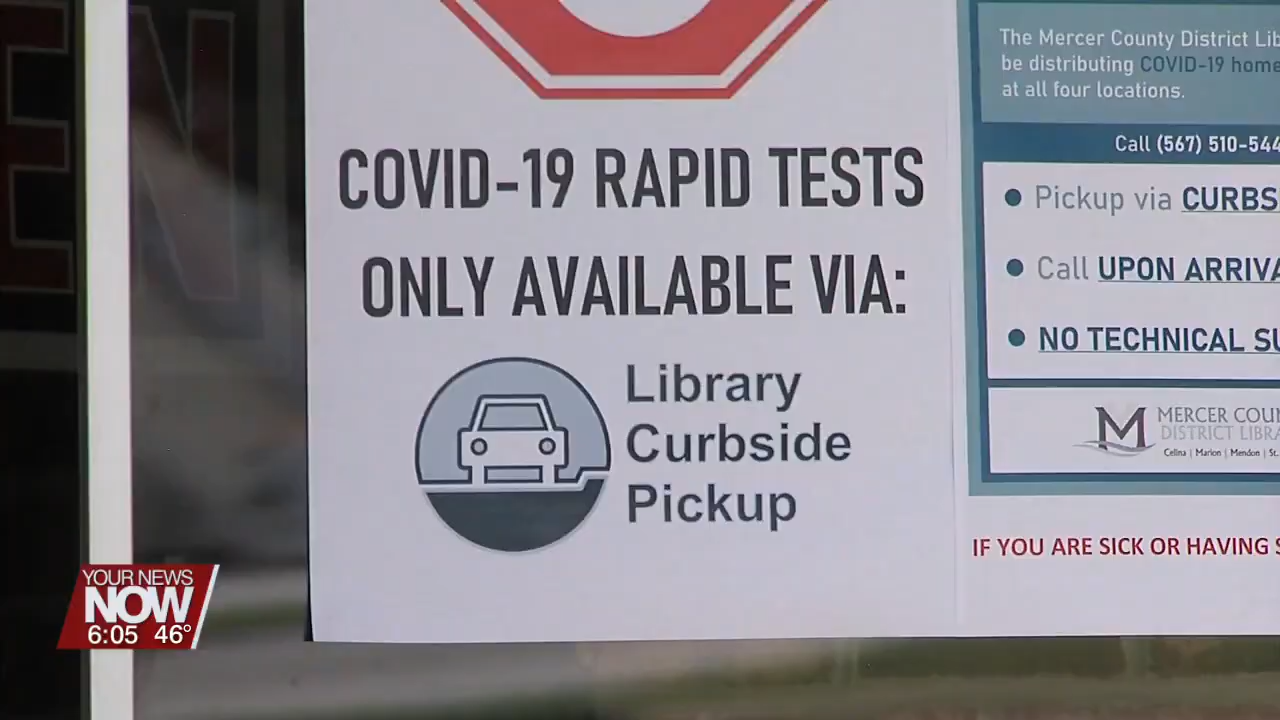 COVID-19 RAPID TESTS
ONLY AVAILABLE VIA:
Library
Curbside
Pickup
The Mercer County District
be distributing COVID-19 home
at all four locations.
Call (567) 510-544
Pickup via CURBS
Call UPON ARRIVA
NO TECHNICAL SU
MERCER COUN
DISTRICT LIBRA
Celina | Marion | Mendon | St.
IF YOU ARE SICK OR HAVING
YOUR NEWS
NOW
6:05 46°
EN